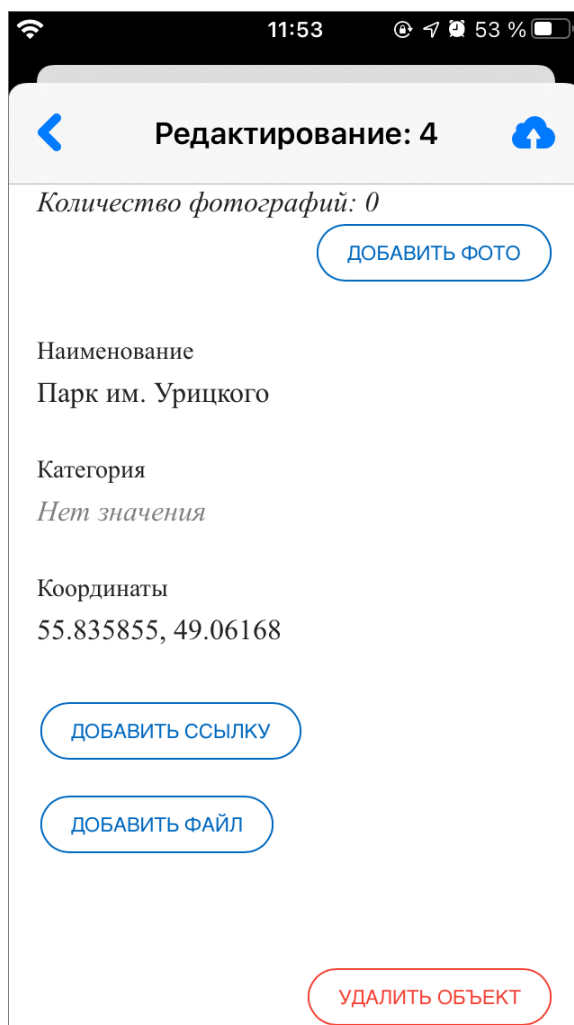 11:53 53 %
Редактирование: 4
Количество фотографий: 0
ДОБАВИТЬ ФОТО
Наименование
Парк им. Урицкого
Категория
Нет значения
Координаты
55.835855, 49.06168
ДОБАВИТЬ ССЫЛКУ
ДОБАВИТЬ ФАЙЛ
УДАЛИТЬ ОБЪЕКТ